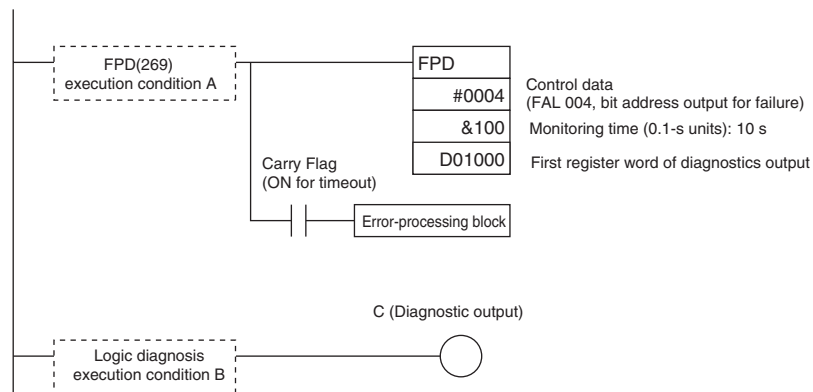 FPD(269)
execution condition A
FPD
#0004
Control data
(FAL 004, bit address output for failure)
&100
Monitoring time (0.1-s units): 10 s
D01000
First register word of diagnostics output
Carry Flag
(ON for timeout)
Error-processing block
C (Diagnostic output)
Logic diagnosis
execution condition B